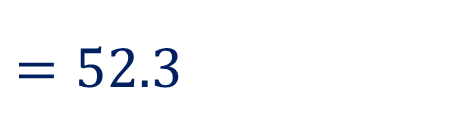 = 52.3